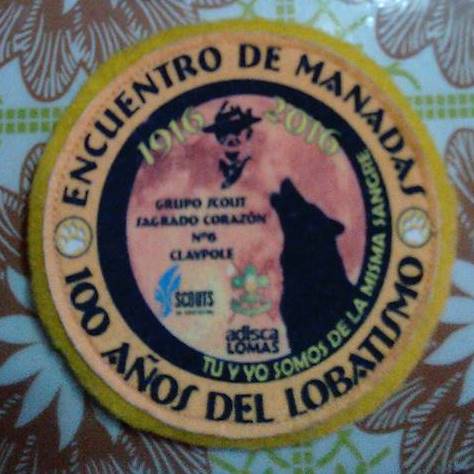 ENCUENTRO DE MANADAS
1916 2016
GRUPO SCOUT
SAGRADO CORAZÓN
Nº6
CLAYPOLE
SCOUTS
adisca
LOMAS
TU Y YO SOMOS DE LA MISMA SANGRE
100 AÑOS DEL LOBATISMO